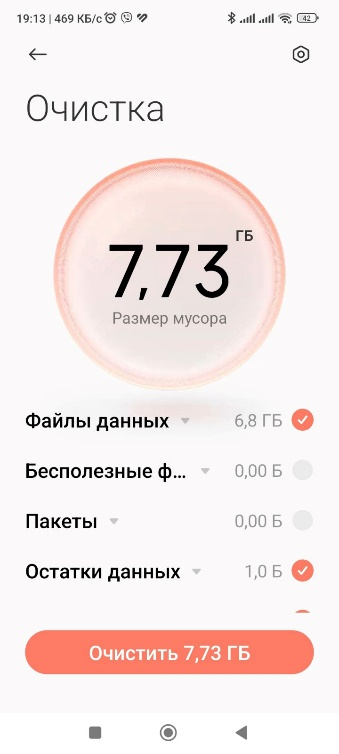 19:13 | 469 КБ/с
42
Очистка
7,73 ГБ
Размер мусора
Файлы данных 6,8 ГБ
Бесполезные ф... 0,00 Б
Пакеты 0,00 Б
Остатки данных 1,0 Б
Очистить 7,73 ГБ